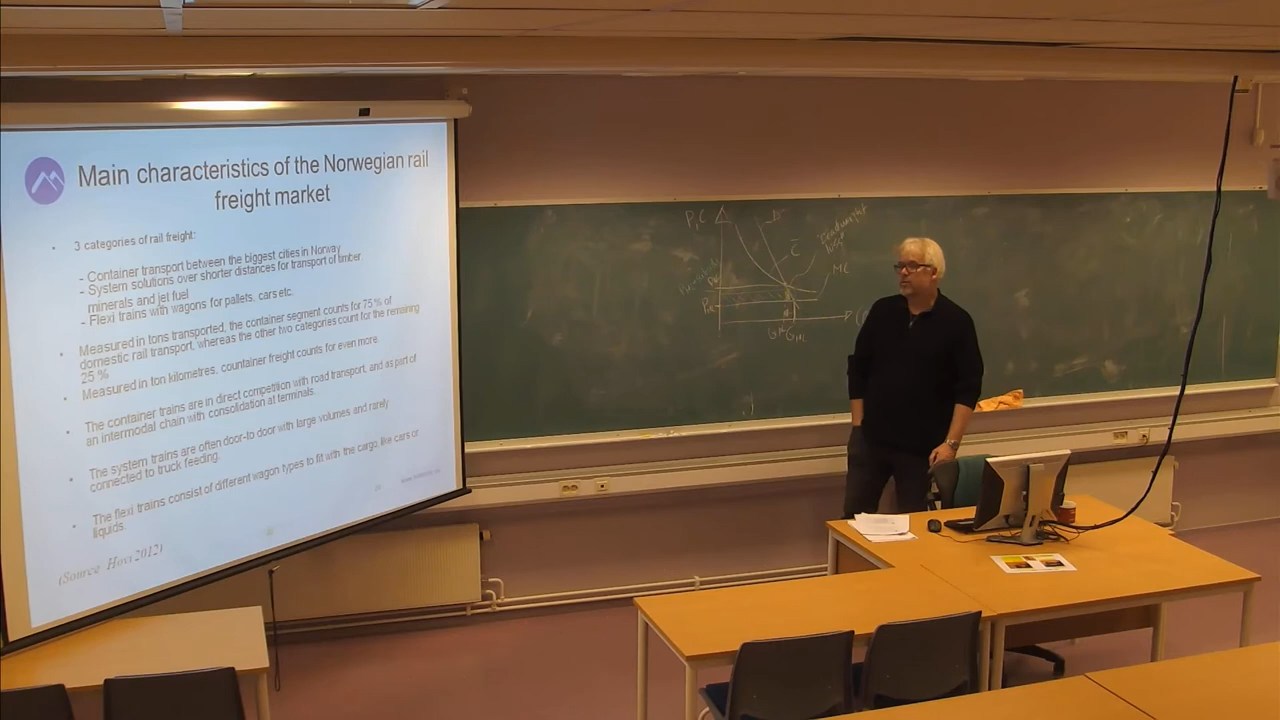 Main characteristics of the Norwegian rail
freight market
• 3 categories of rail freight:
- Container transport between the biggest cities in Norway
- System solutions over shorter distances for transport of timber,
minerals and jet fuel
- Flexi trains with wagons for pallets, cars etc.
• Measured in tons transported, the container segment counts for 75 % of
domestic rail transport, whereas the other two categories count for the remaining
25 %
• Measured in ton kilometres, countainer freight counts for even more.
• The container trains are in direct competition with road transport, and as part of
an intermodal chain with consolidation at terminals.
• The system trains are often door-to door with large volumes and rarely
connected to truck feeding.
• The flexi trains consist of different wagon types to fit with the cargo, like cars or
liquids.
(Source: Hovi 2012)
P,C
D
C
MC